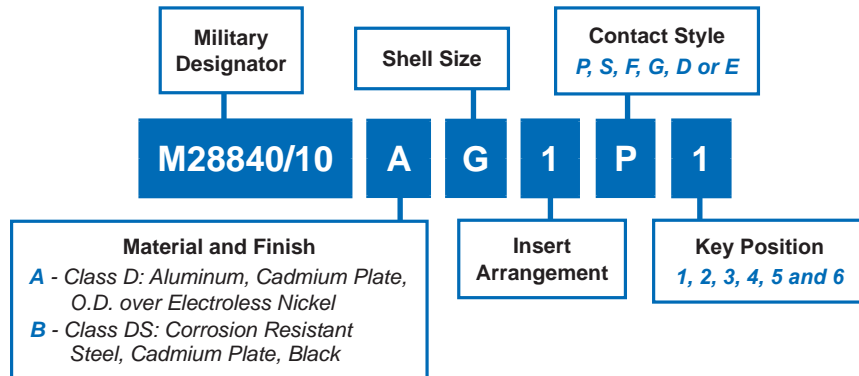 Military
Designator
Shell Size
Contact Style
P, S, F, G, D or E
M28840/10 A G 1 P 1
Material and Finish
A - Class D: Aluminum, Cadmium Plate,
O.D. over Electroless Nickel
B - Class DS: Corrosion Resistant
Steel, Cadmium Plate, Black
Insert
Arrangement
Key Position
1, 2, 3, 4, 5 and 6